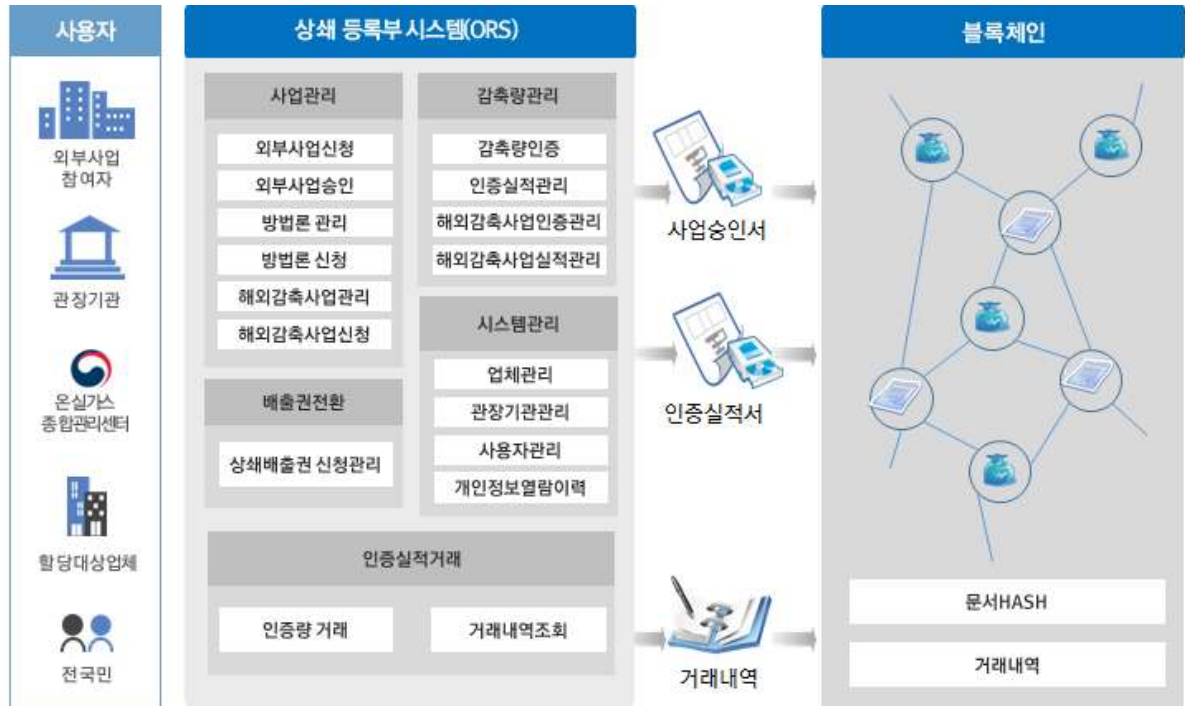 사용자
외부사업
참여자
관장기관
온실가스
종합관리센터
할당대상업체
전국민
상쇄 등록부 시스템(ORS)
사업관리
외부사업신청
외부사업승인
방법론 관리
방법론 신청
해외감축사업관리
해외감축사업신청
감축량관리
감축량인증
인증실적관리
해외감축사업인증관리
해외감축사업실적관리
배출권전환
상쇄배출권 신청관리
시스템관리
업체관리
관장기관관리
사용자관리
개인정보열람이력
인증실적거래
인증량 거래
거래내역조회
사업승인서
인증실적서
거래내역
블록체인
문서HASH
거래내역